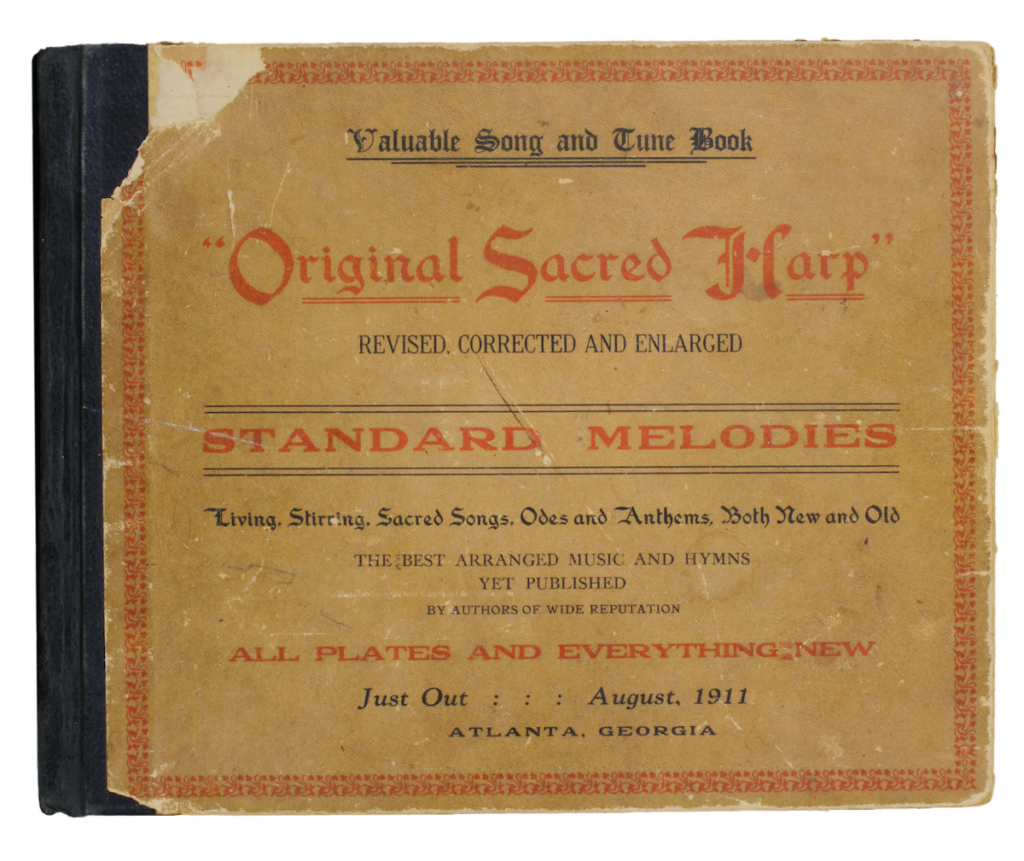 Valuable Song and Tune Book
"Original Sacred Harp"
REVISED, CORRECTED AND ENLARGED
STANDARD MELODIES
Living, Stirring, Sacred Songs, Odes and Anthems, Both New and Old
THE BEST ARRANGED MUSIC AND HYMNS
YET PUBLISHED
BY AUTHORS OF WIDE REPUTATION
ALL PLATES AND EVERYTHING NEW
Just Out : : : August, 1911
ATLANTA, GEORGIA